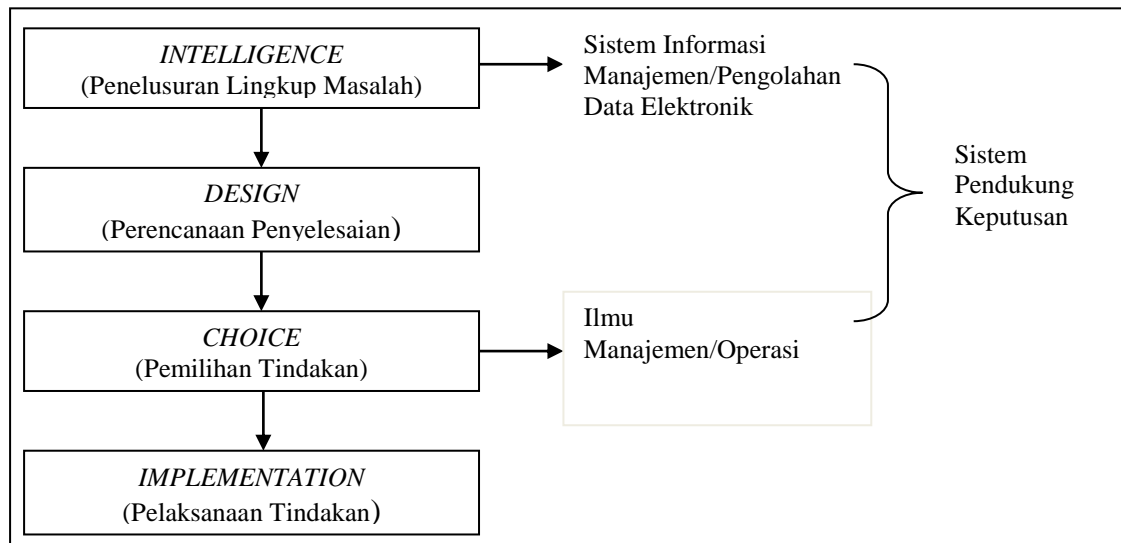 INTELLIGENCE
(Penelusuran Lingkup Masalah)
Sistem Informasi
Manajemen/Pengolahan
Data Elektronik
DESIGN
(Perencanaan Penyelesaian)
Sistem
Pendukung
Keputusan
CHOICE
(Pemilihan Tindakan)
Ilmu
Manajemen/Operasi
IMPLEMENTATION
(Pelaksanaan Tindakan)